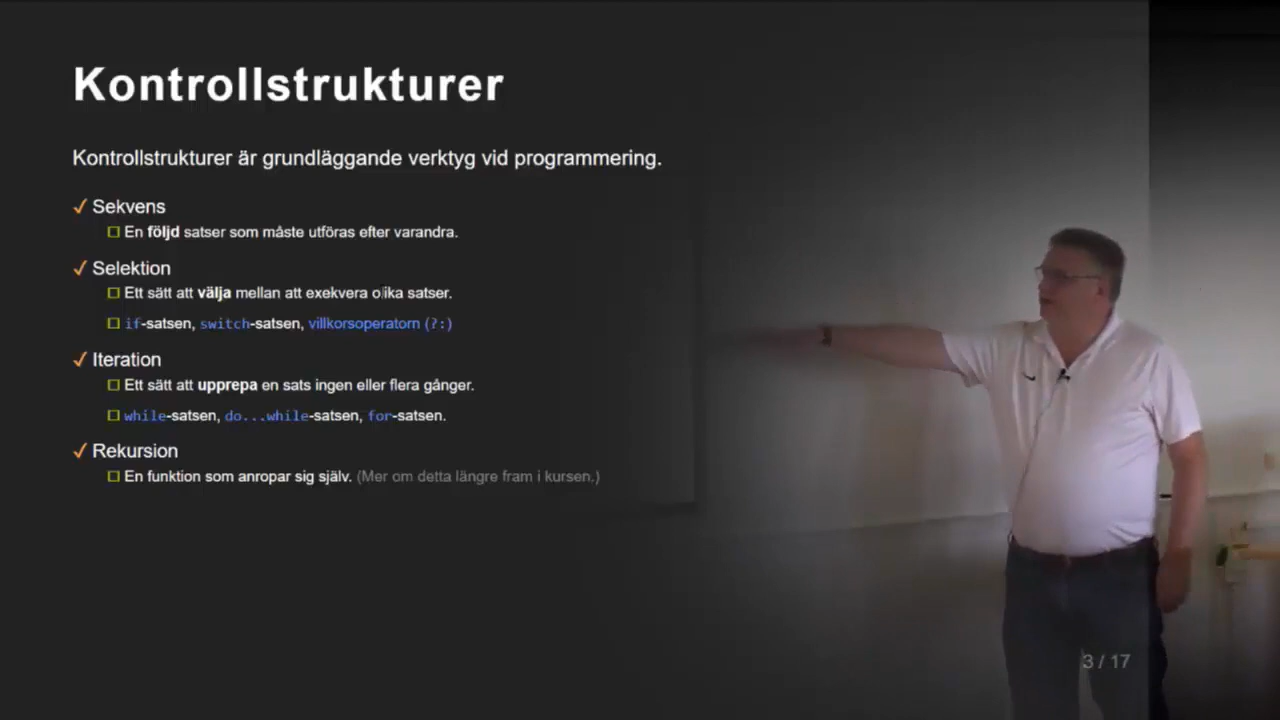 Kontrollstrukturer
Kontrollstrukturer är grundläggande verktyg vid programmering.
Sekvens
En följd satser som måste utföras efter varandra.
Selektion
Ett sätt att välja mellan att exekvera olika satser.
if-satsen, switch-satsen, villkorsoperatorn (?:)
Iteration
Ett sätt att upprepa en sats ingen eller flera gånger.
while-satsen, do...while-satsen, for-satsen.
Rekursion
En funktion som anropar sig själv. (Mer om detta längre fram i kursen.)
3 / 17